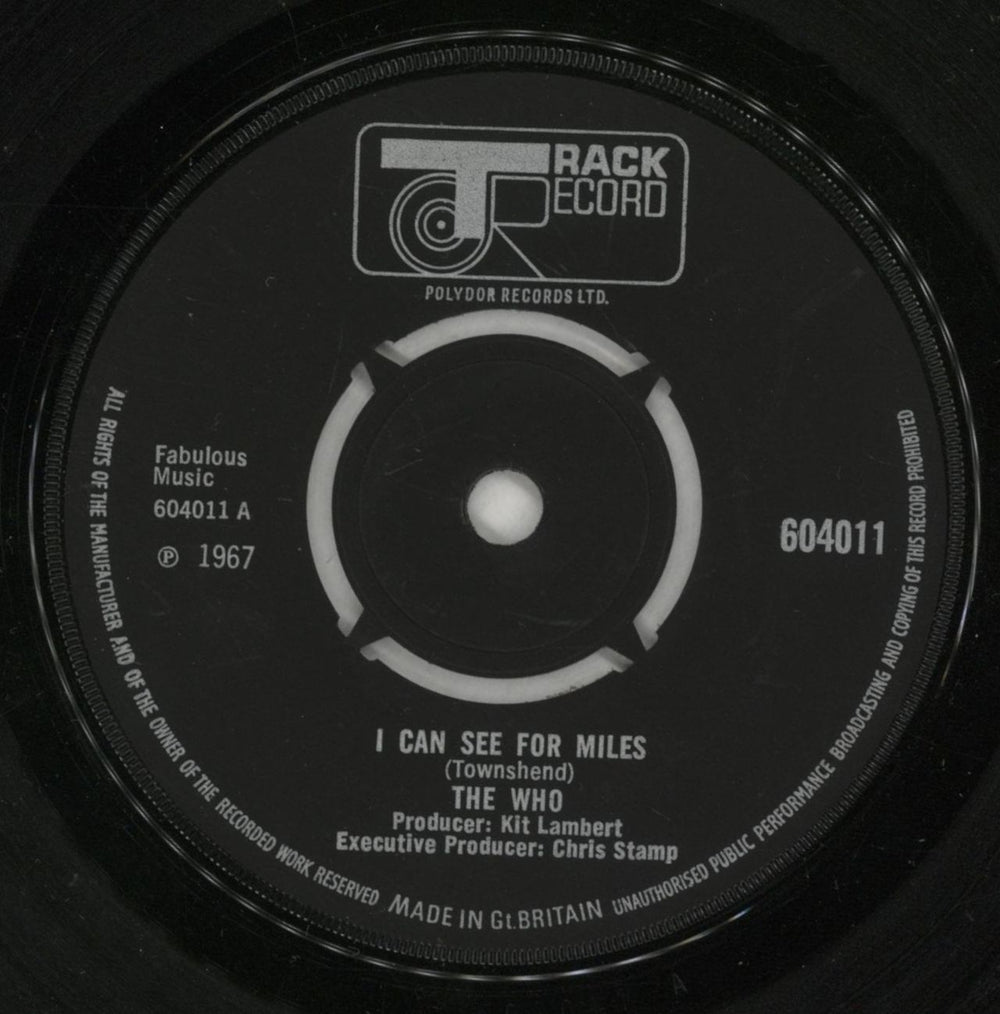 TRACK
RECORD
POLYDOR RECORDS LTD.
Fabulous
Music
604011 A
℗ 1967
604011
I CAN SEE FOR MILES
(Townshend)
THE WHO
Producer: Kit Lambert
Executive Producer: Chris Stamp
ALL RIGHTS OF THE MANUFACTURER AND OF THE OWNER OF THE RECORDED WORK RESERVED MADE IN Gt.BRITAIN UNAUTHORISED PUBLIC PERFORMANCE BROADCASTING AND COPYING OF THIS RECORD PROHIBITED